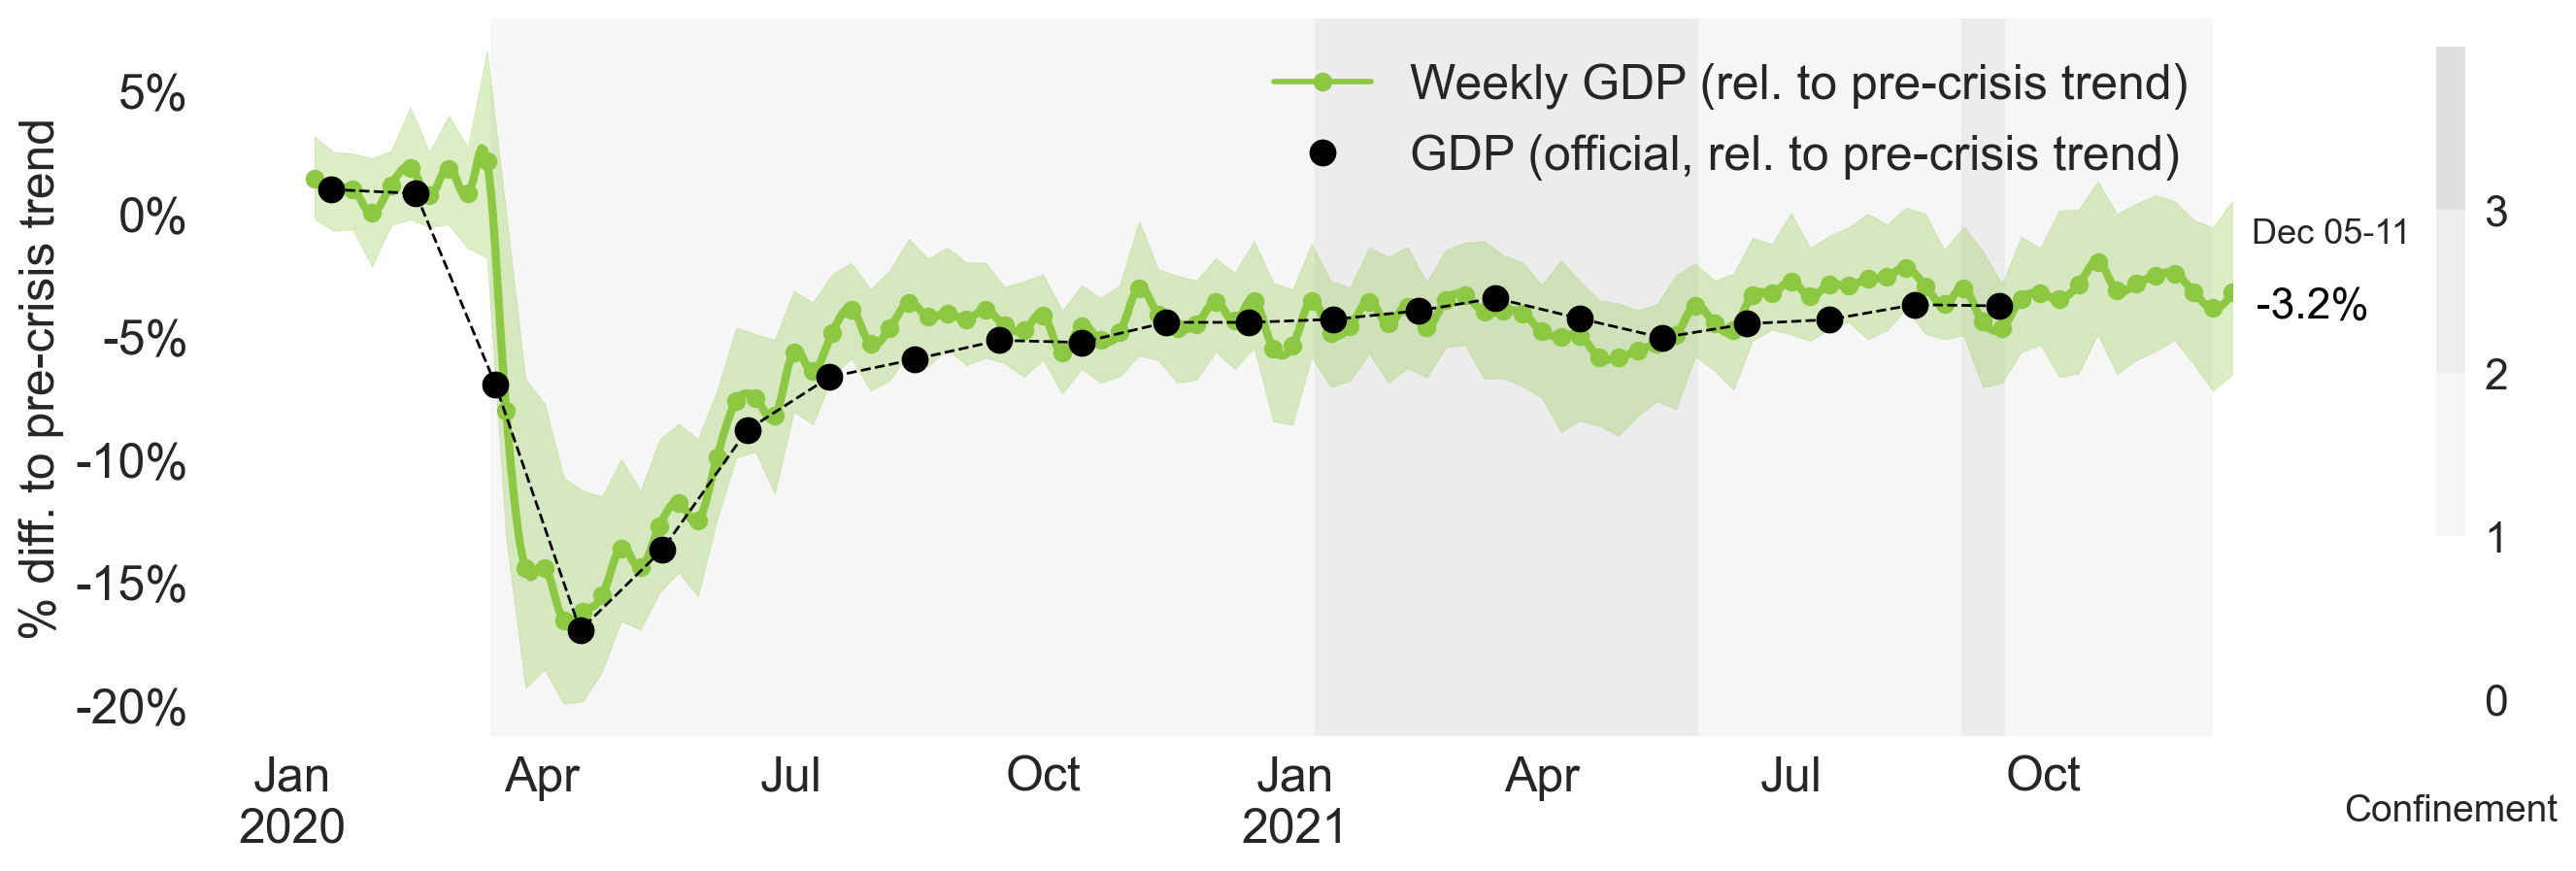 Weekly GDP (rel. to pre-crisis trend)
GDP (official, rel. to pre-crisis trend)
% diff. to pre-crisis trend
5%
0%
-5%
-10%
-15%
-20%
Jan
2020
Apr
Jul
Oct
Jan
2021
Apr
Jul
Oct
Dec 05-11
-3.2%
3
2
1
0
Confinement